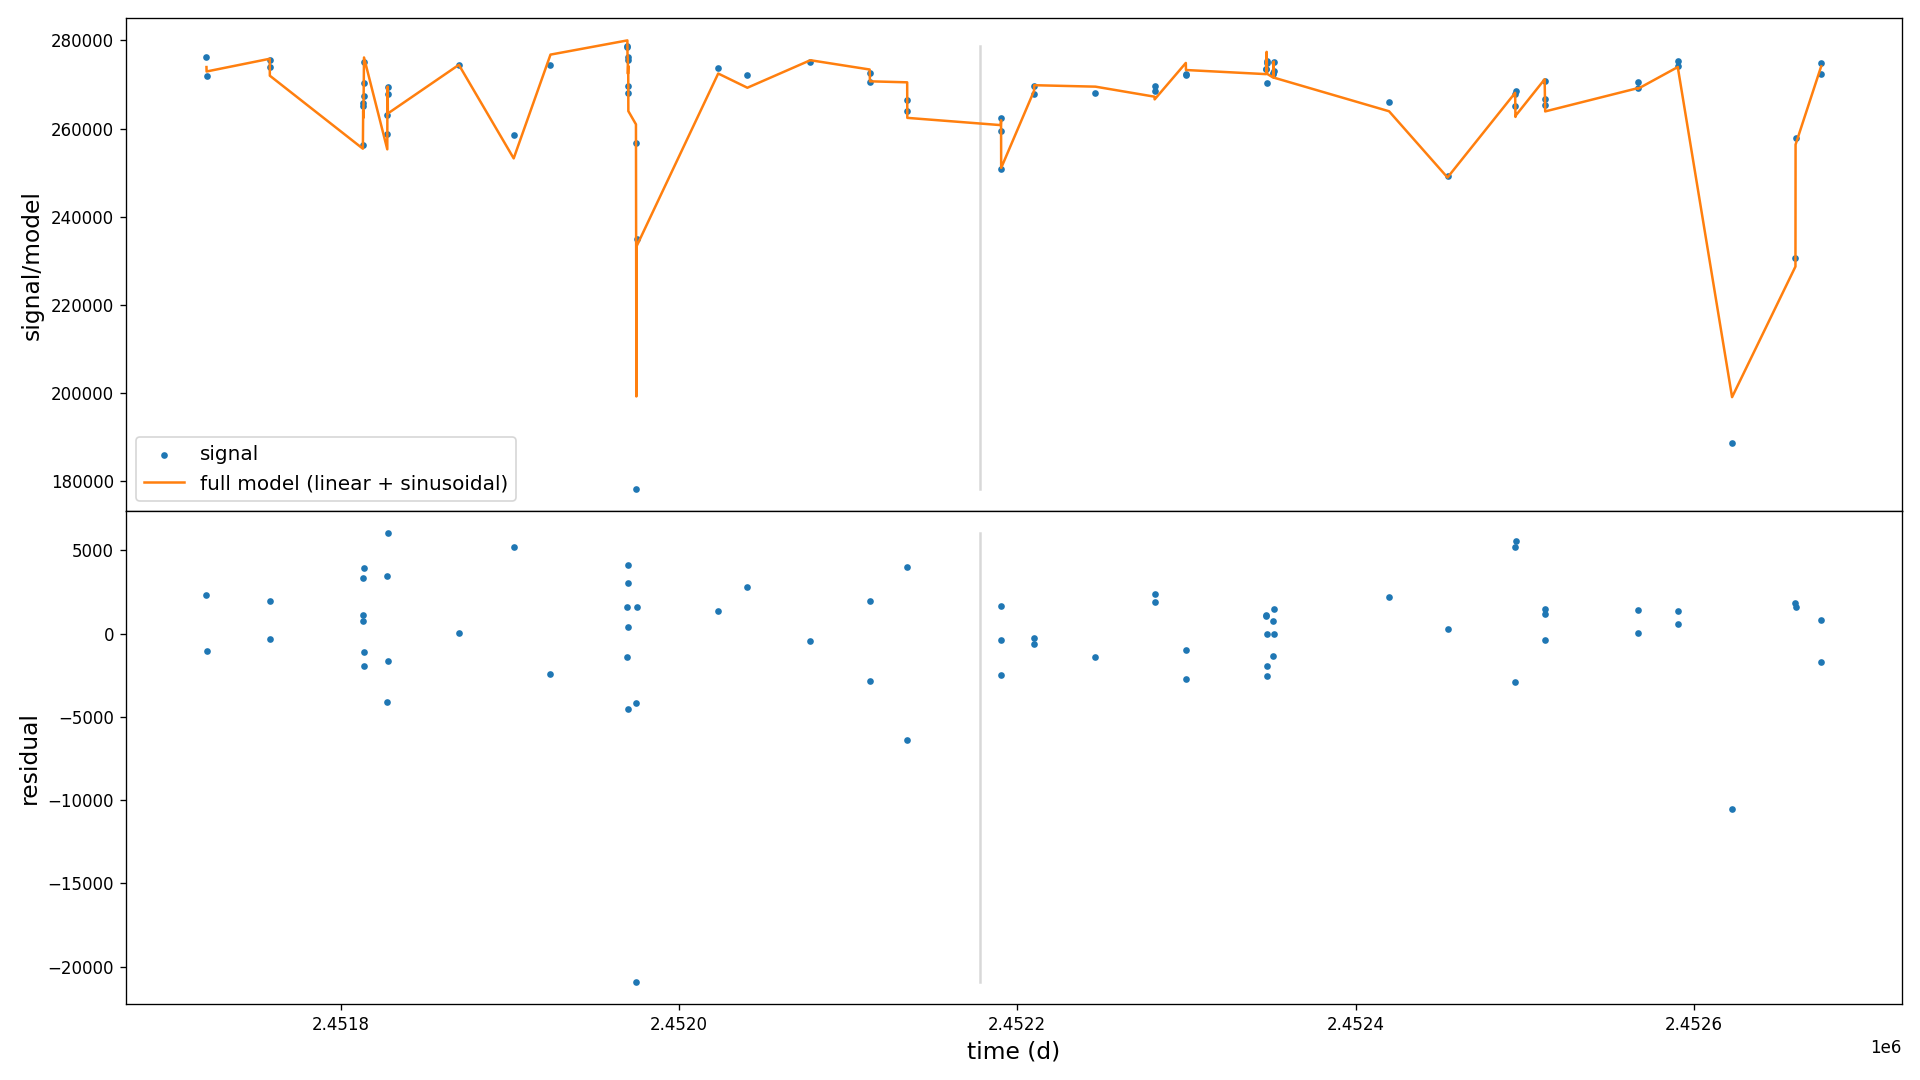 280000
260000
240000
220000
200000
180000
signal/model
signal
full model (linear + sinusoidal)
5000
0
−5000
−10000
−15000
−20000
residual
2.4518
2.4520
2.4522
2.4524
2.4526
1e6
time (d)